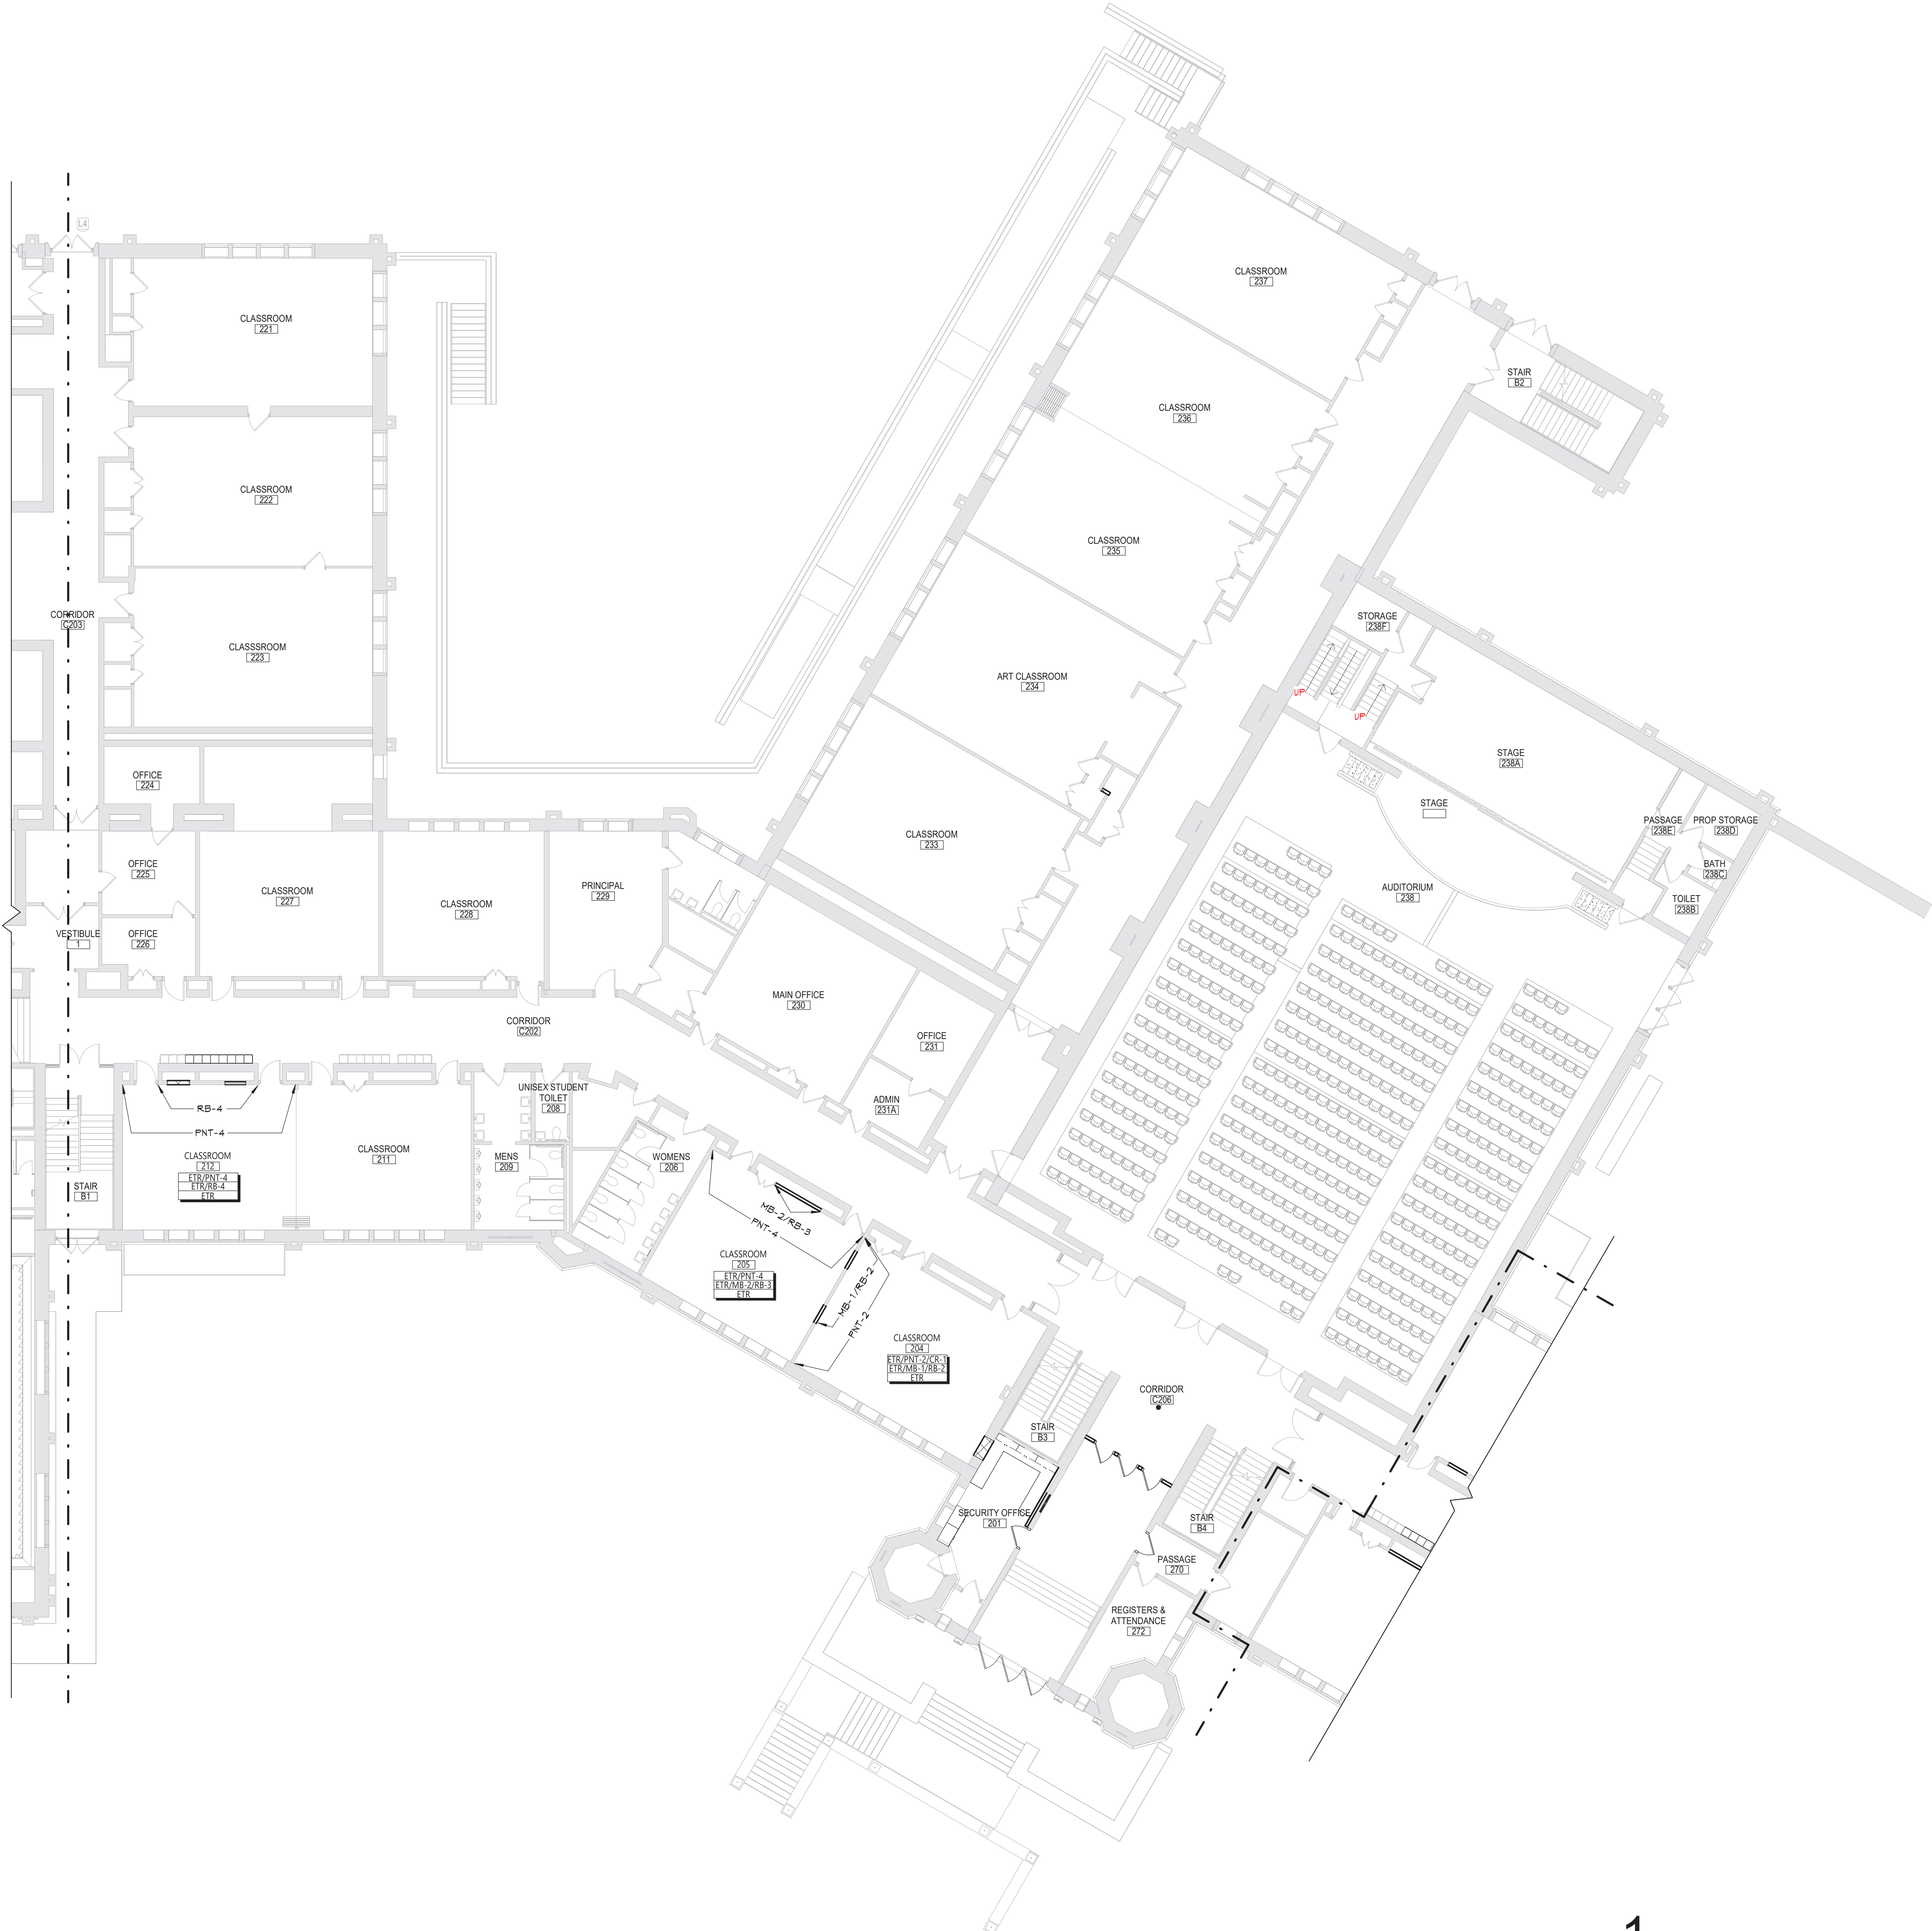 L4
CLASSROOM
237
CLASSROOM
221
STAIR
B2
CLASSROOM
236
CLASSROOM
222
CLASSROOM
235
CORRIDOR
C203
STORAGE
238F
CLASSSROOM
223
ART CLASSROOM
234
UP
UP
STAGE
238A
OFFICE
224
STAGE
PASSAGE
238E
PROP STORAGE
238D
CLASSROOM
233
OFFICE
225
BATH
238C
CLASSROOM
227
PRINCIPAL
229
AUDITORIUM
238
CLASSROOM
228
TOILET
238B
VESTIBULE
1
OFFICE
226
MAIN OFFICE
230
CORRIDOR
C202
OFFICE
231
UNISEX STUDENT
TOILET
208
ADMIN
231A
RB-4
PNT-4
CLASSROOM
212
ETR/PNT-4
ETR/RB-4
ETR
CLASSROOM
211
MENS
209
WOMENS
206
STAIR
B1
MB-2/RB-3
PNT-4
CLASSROOM
205
ETR/PNT-4
ETR/MB-2/RB-3
ETR
MB-1/RB-2
PNT-2
CLASSROOM
204
ETR/PNT-2/CR-1
ETR/MB-1/RB-2
ETR
CORRIDOR
C206
STAIR
B3
SECURITY OFFICE
201
STAIR
B4
PASSAGE
270
REGISTERS &
ATTENDANCE
272
1